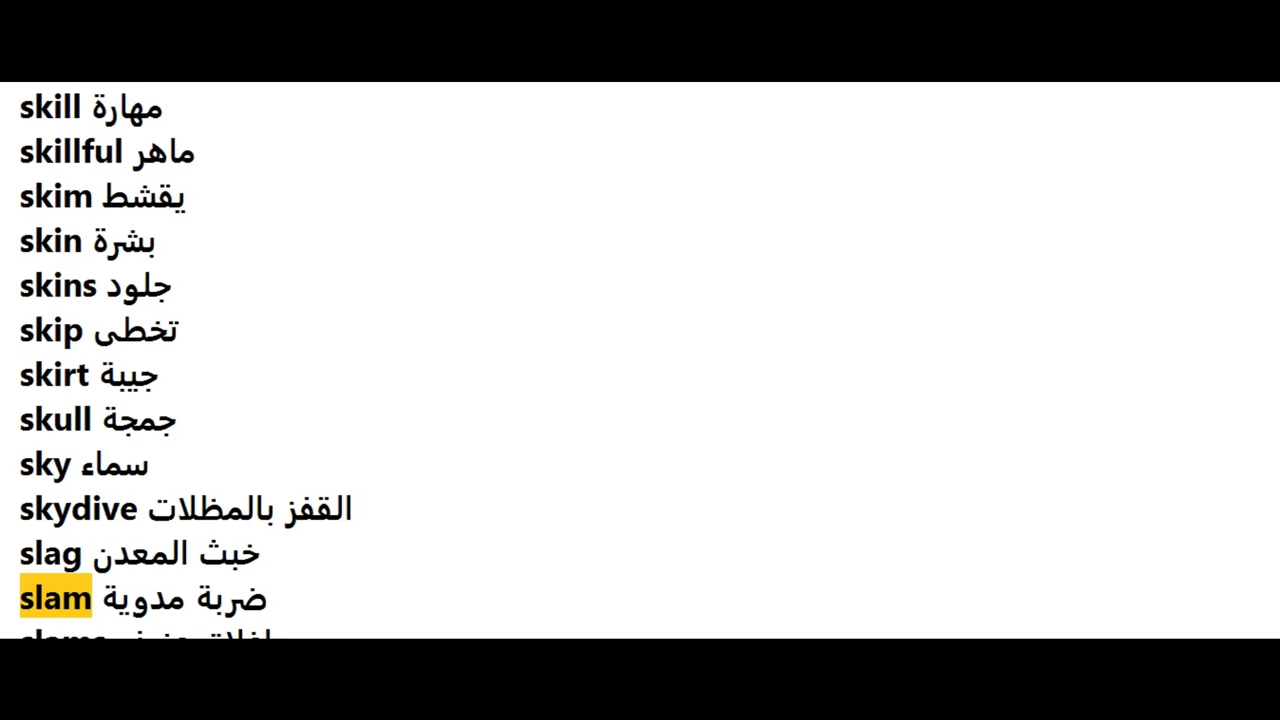 skill مهارة
skillful ماهر
skim يقشط
skin بشرة
skins جلود
skip تخطى
skirt جيبة
skull جمجة
sky سماء
skydive القفز بالمظلات
slag خبث المعدن
slam ضربة مدوية